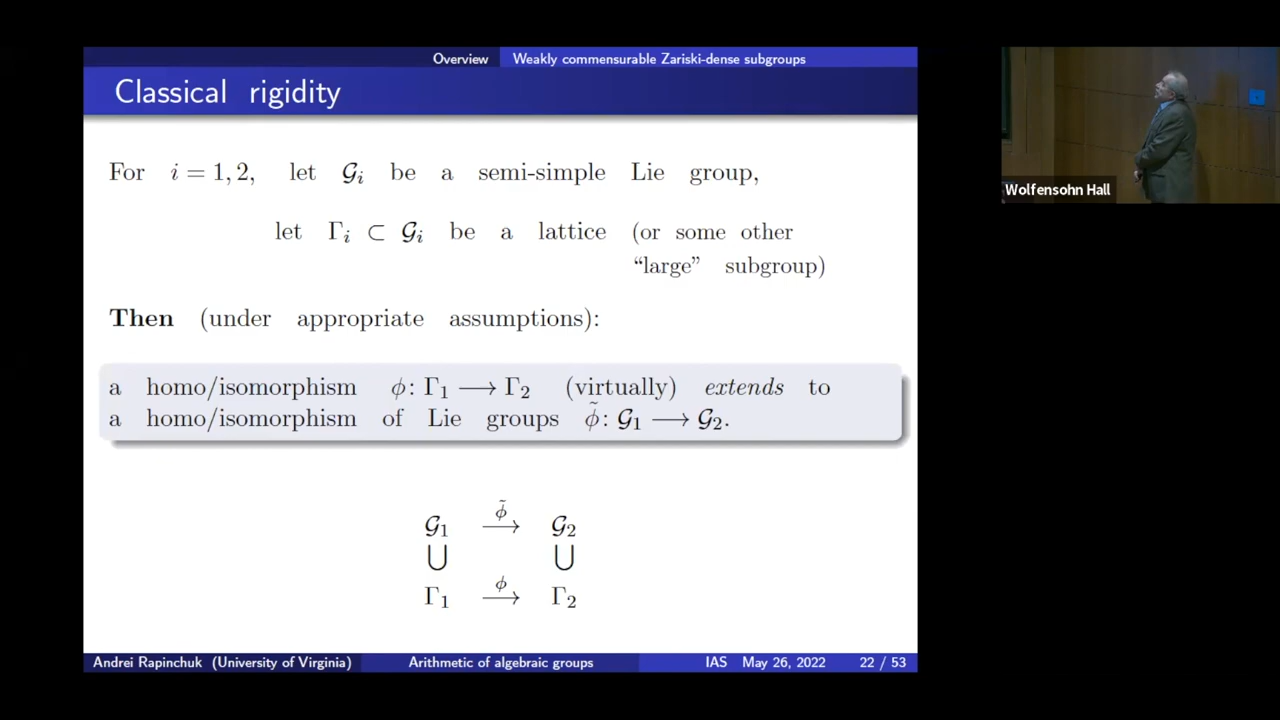 Overview Weakly commensurable Zariski-dense subgroups
Classical rigidity
For i = 1, 2, let 𝒢ᵢ be a semi-simple Lie group,
let Γᵢ ⊂ 𝒢ᵢ be a lattice (or some other
“large” subgroup)
Then (under appropriate assumptions):
a homo/isomorphism ϕ: Γ₁ ⟶ Γ₂ (virtually) extends to
a homo/isomorphism of Lie groups ϕ̃: 𝒢₁ ⟶ 𝒢₂.
ϕ̃
𝒢₁ ⟶ 𝒢₂
∪ ∪
ϕ
Γ₁ ⟶ Γ₂
Andrei Rapinchuk (University of Virginia) Arithmetic of algebraic groups IAS May 26, 2022 22 / 53
Wolfensohn Hall